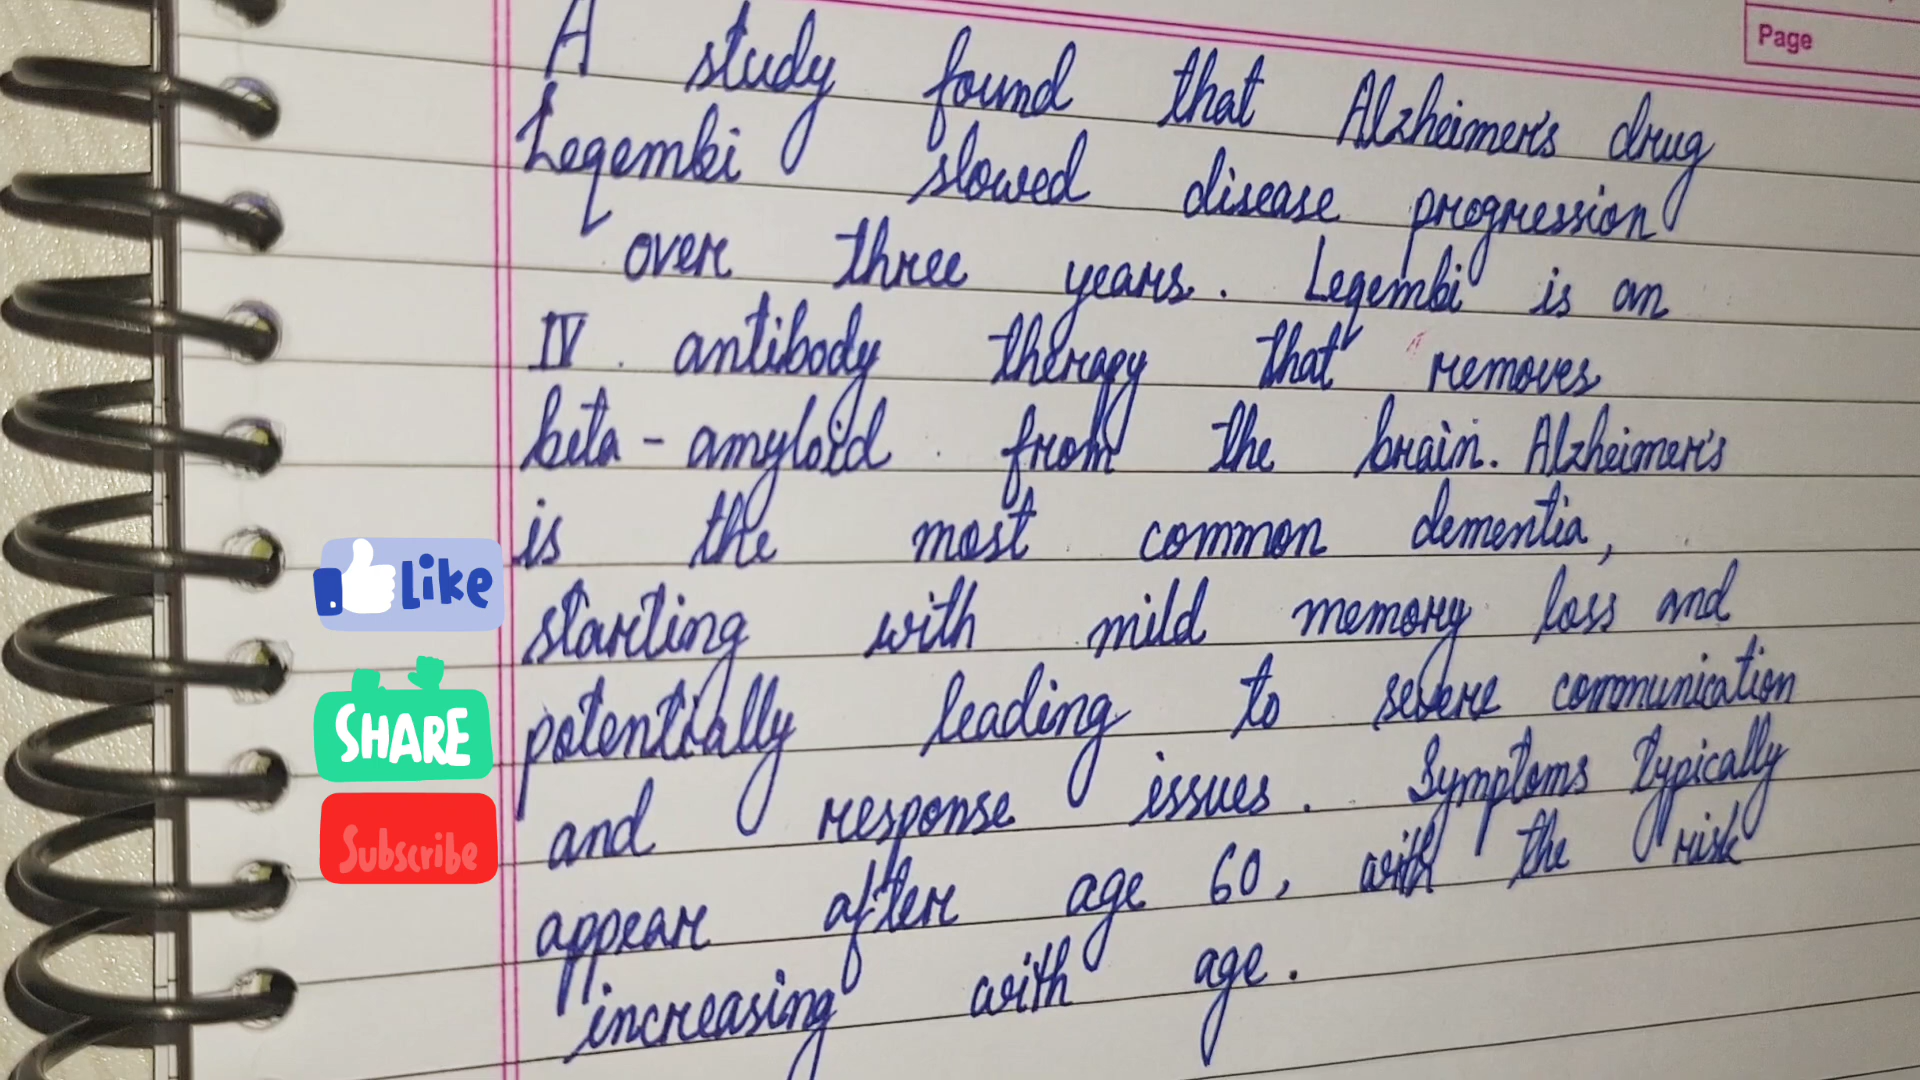 Page
A study found that Alzheimer's drug
Leqembi slowed disease progression
over three years. Leqembi is an
IV antibody therapy that removes
beta-amyloid from the brain. Alzheimer's
is the most common dementia,
starting with mild memory loss and
potentially leading to severe communication
and response issues. Symptoms typically
appear after age 60, with the risk
increasing with age.
Like
SHARE
Subscribe